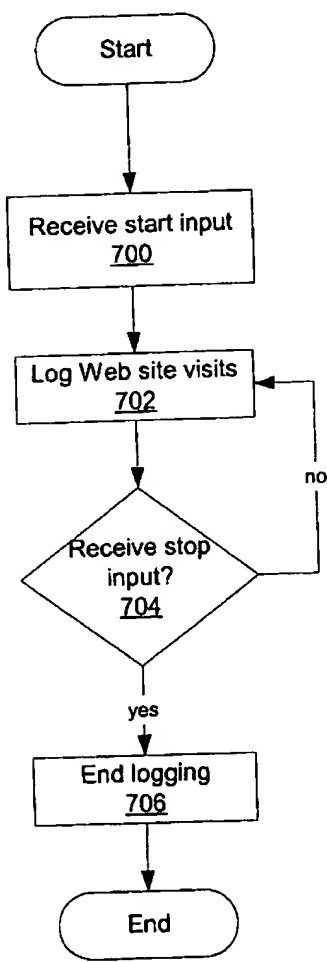 Start
Receive start input
700
Log Web site visits
702
no
Receive stop
input?
704
yes
End logging
706
End